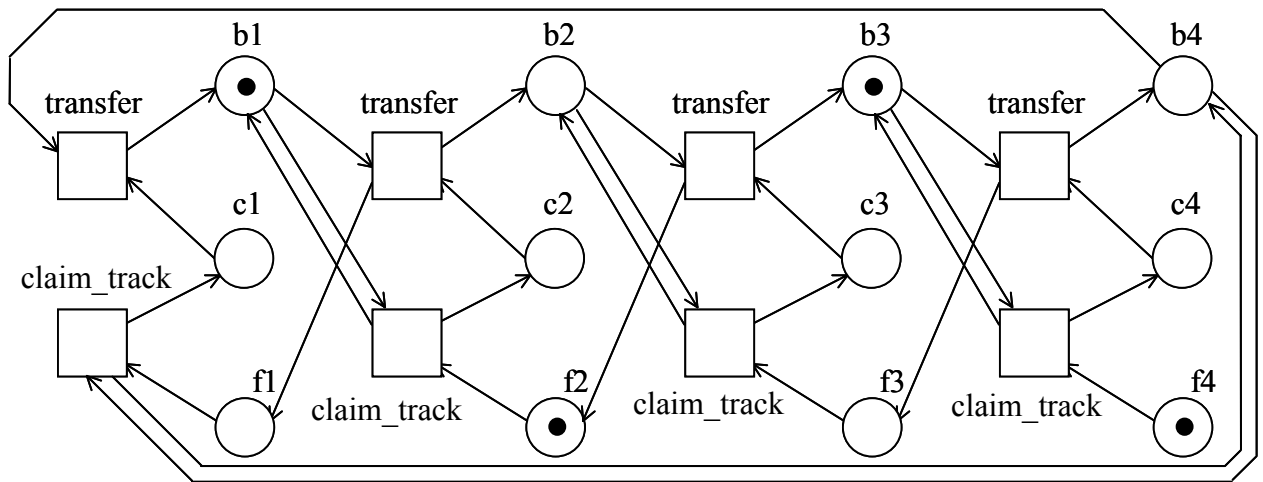 b1 b2 b3 b4
transfer transfer transfer transfer
c1 c2 c3 c4
claim_track
f1 f2 f3 f4
claim_track claim_track claim_track